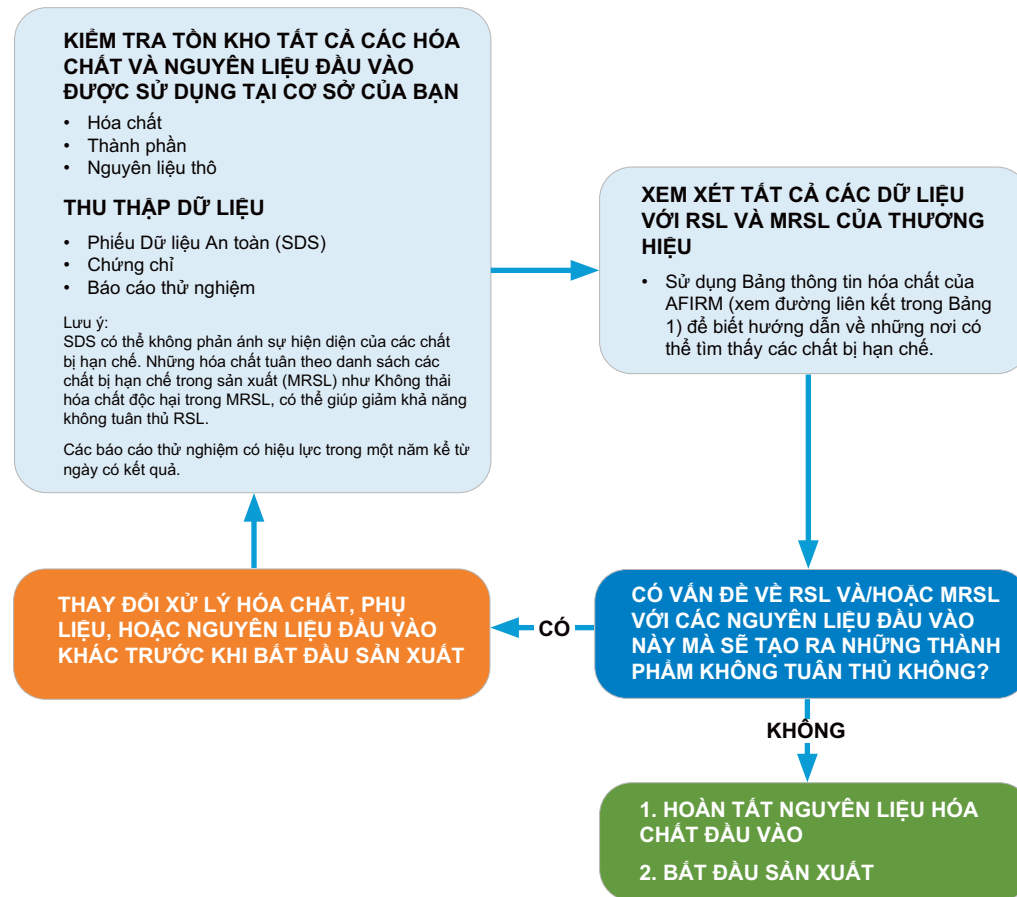 KIỂM TRA TỒN KHO TẤT CẢ CÁC HÓA
CHẤT VÀ NGUYÊN LIỆU ĐẦU VÀO
ĐƯỢC SỬ DỤNG TẠI CƠ SỞ CỦA BẠN
• Hóa chất
• Thành phần
• Nguyên liệu thô
THU THẬP DỮ LIỆU
• Phiếu Dữ liệu An toàn (SDS)
• Chứng chỉ
• Báo cáo thử nghiệm
Lưu ý:
SDS có thể không phản ánh sự hiện diện của các chất
bị hạn chế. Những hóa chất tuân theo danh sách các
chất bị hạn chế trong sản xuất (MRSL) như Không thải
hóa chất độc hại trong MRSL, có thể giúp giảm khả năng
không tuân thủ RSL.
Các báo cáo thử nghiệm có hiệu lực trong một năm kể từ
ngày có kết quả.
XEM XÉT TẤT CẢ CÁC DỮ LIỆU
VỚI RSL VÀ MRSL CỦA THƯƠNG
HIỆU
• Sử dụng Bảng thông tin hóa chất của
AFIRM (xem đường liên kết trong Bảng
1) để biết hướng dẫn về những nơi có
thể tìm thấy các chất bị hạn chế.
CÓ VẤN ĐỀ VỀ RSL VÀ/HOẶC MRSL
VỚI CÁC NGUYÊN LIỆU ĐẦU VÀO
NÀY MÀ SẼ TẠO RA NHỮNG THÀNH
PHẨM KHÔNG TUÂN THỦ KHÔNG?
CÓ
THAY ĐỔI XỬ LÝ HÓA CHẤT, PHỤ
LIỆU, HOẶC NGUYÊN LIỆU ĐẦU VÀO
KHÁC TRƯỚC KHI BẮT ĐẦU SẢN XUẤT
KHÔNG
1. HOÀN TẤT NGUYÊN LIỆU HÓA
CHẤT ĐẦU VÀO
2. BẮT ĐẦU SẢN XUẤT